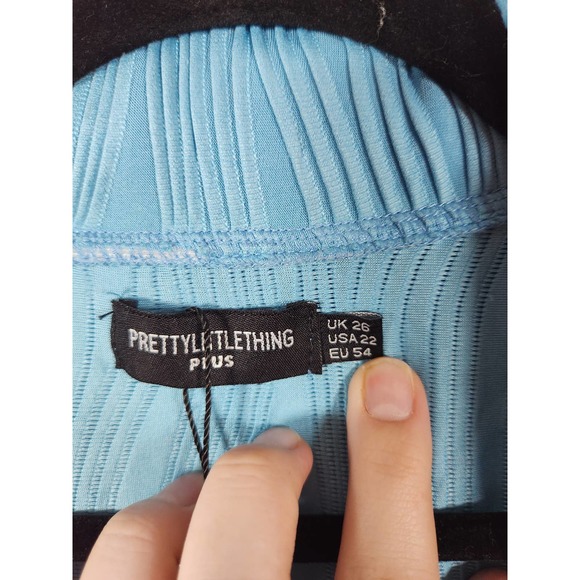 PRETTYLITTLETHING
PLUS
UK 26
USA 22
EU 54